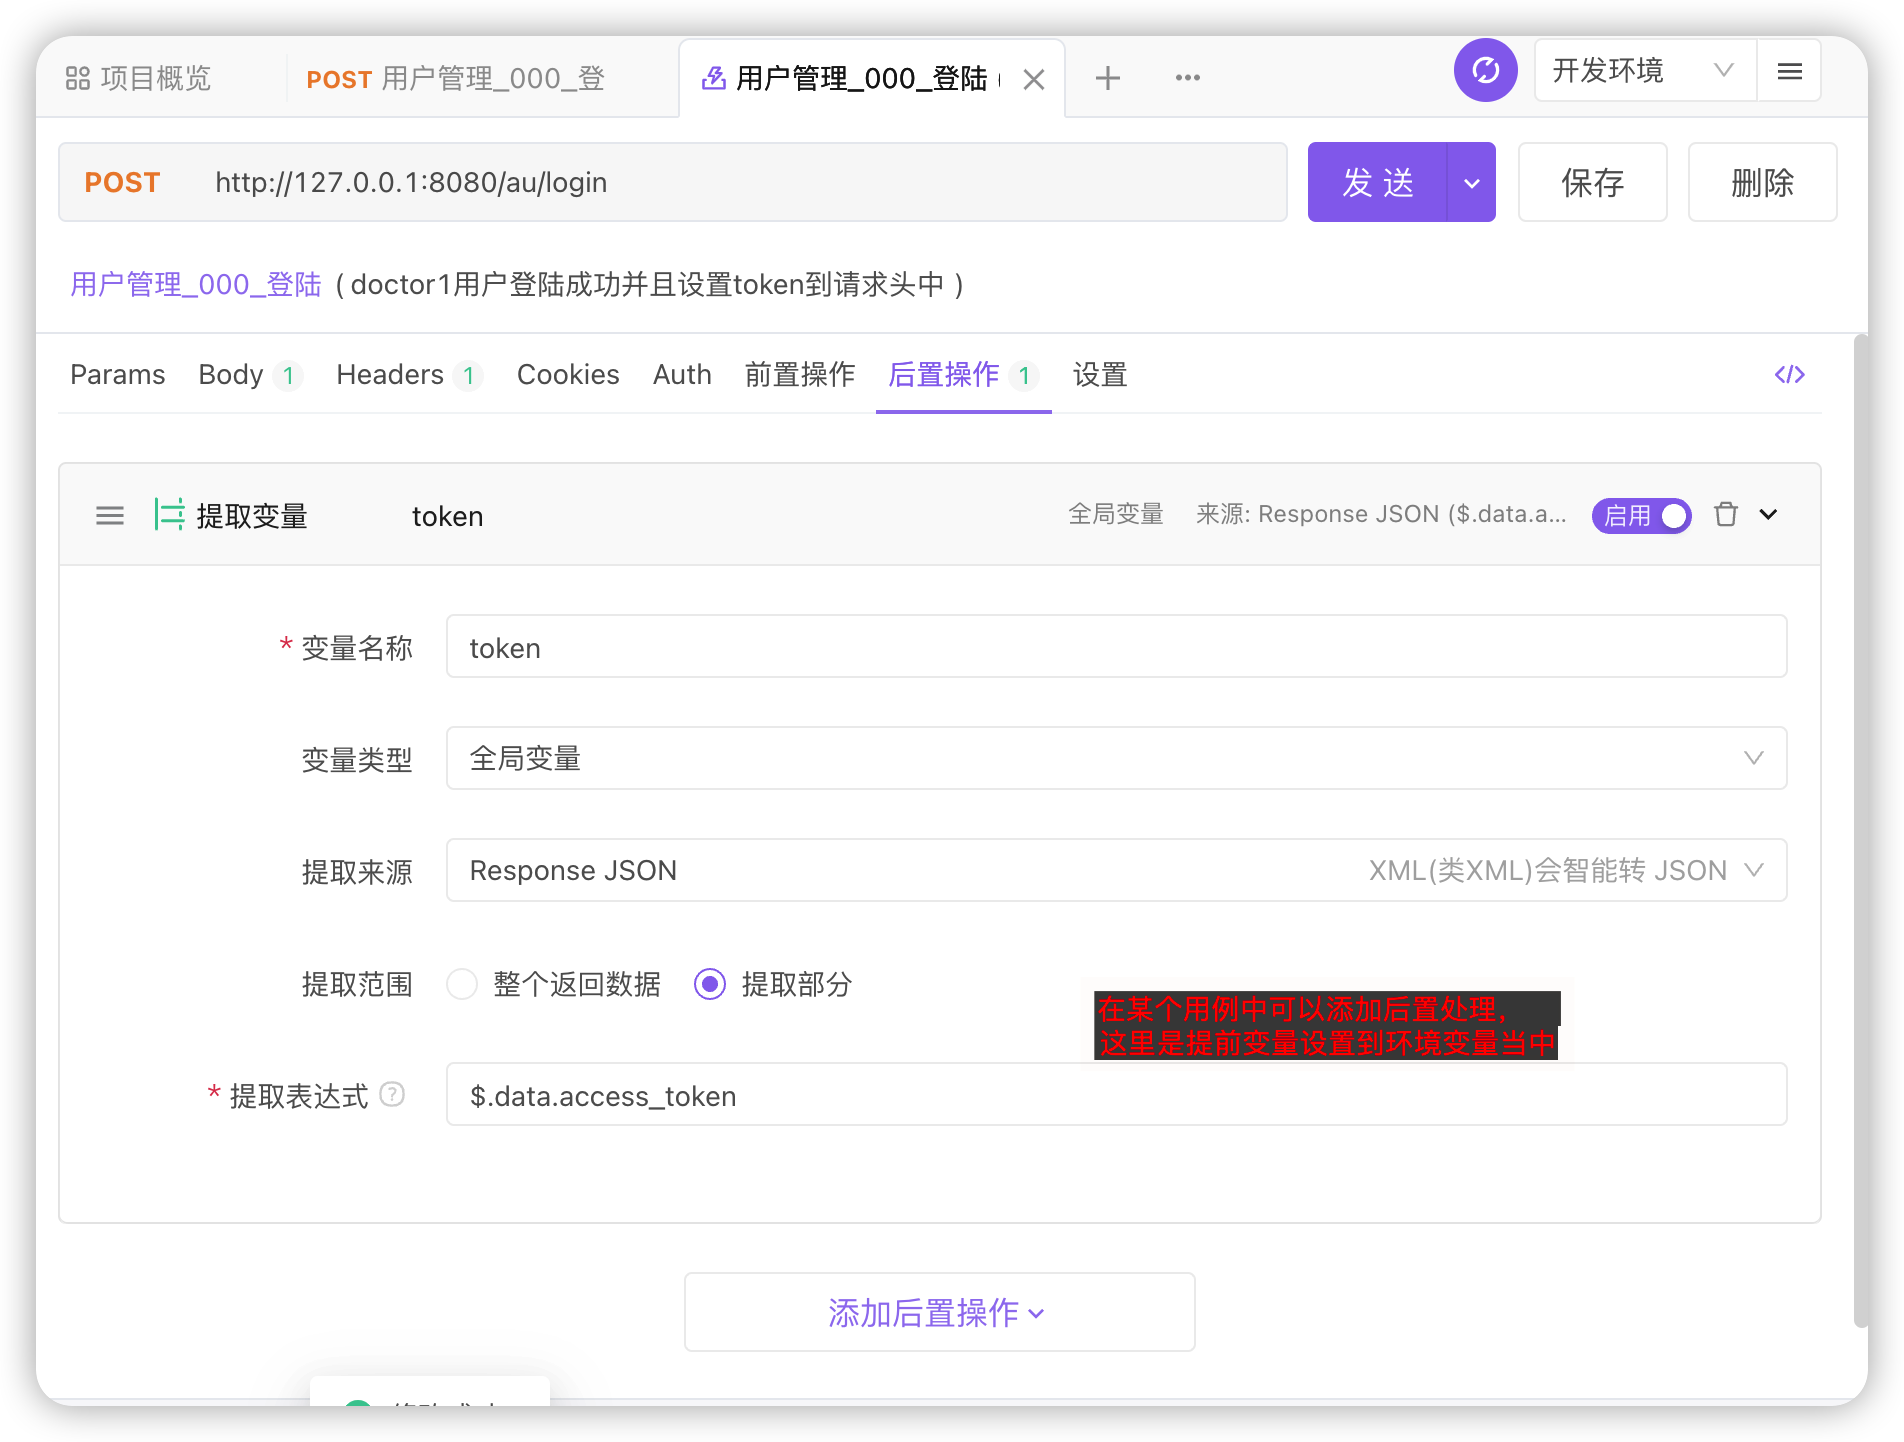 项目概览
POST 用户管理_000_登
用户管理_000_登陆
开发环境
POST http://127.0.0.1:8080/au/login
发 送
保存
删除
用户管理_000_登陆 ( doctor1用户登陆成功并且设置token到请求头中 )
Params Body 1 Headers 1 Cookies Auth 前置操作 后置操作 1 设置
提取变量 token 全局变量 来源: Response JSON ($.data.a... 启用
* 变量名称 token
变量类型 全局变量
提取来源 Response JSON XML(类XML)会智能转 JSON
提取范围 整个返回数据 提取部分
在某个用例中可以添加后置处理,
这里是提前变量设置到环境变量当中
* 提取表达式 ? $.data.access_token
添加后置操作